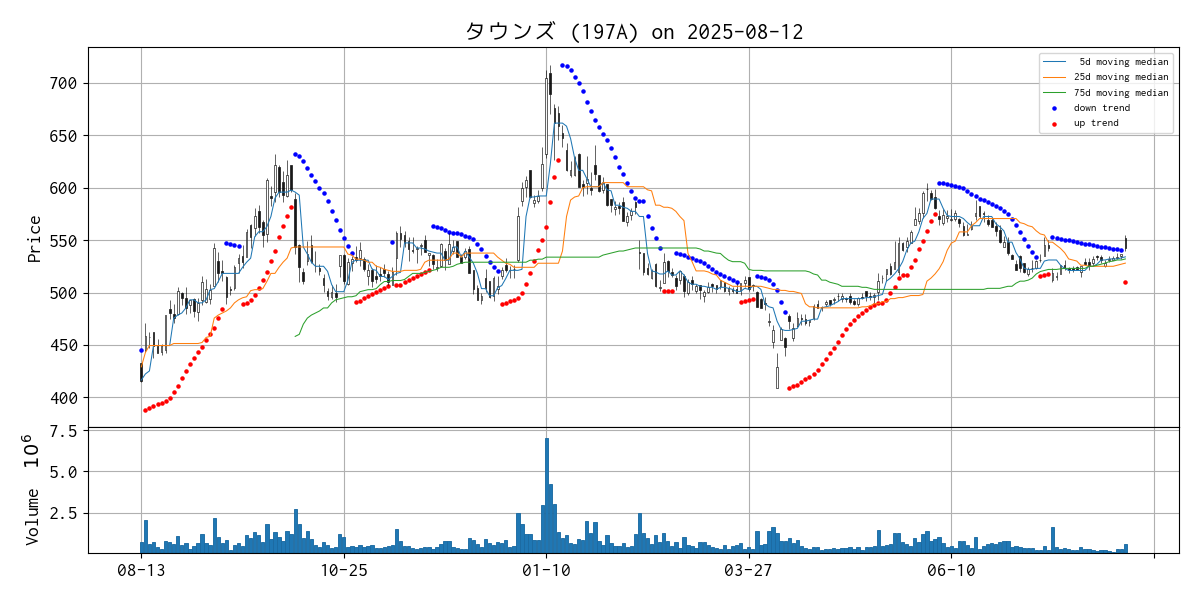 タウンズ (197A) on 2025-08-12
5d moving median
25d moving median
75d moving median
down trend
up trend
Price
700
650
600
550
500
450
400
Volume 10^6
7.5
5.0
2.5
08-13
10-25
01-10
03-27
06-10